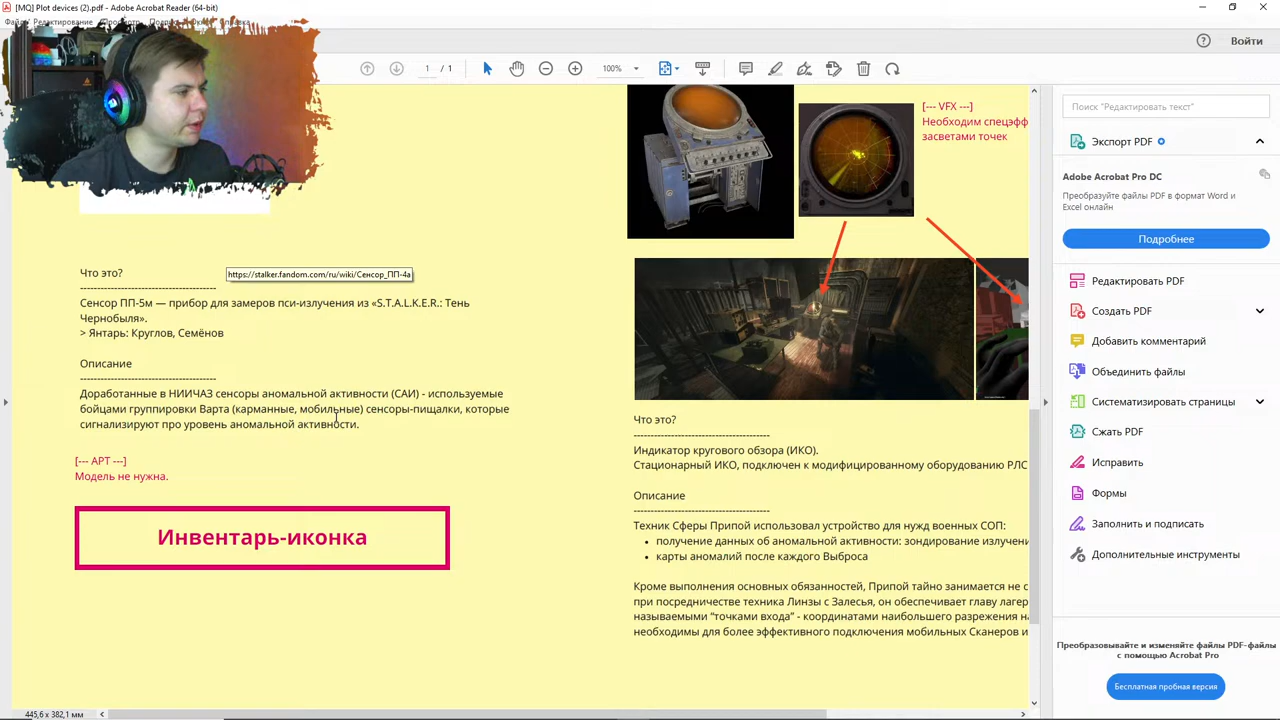 [MQ] Plot devices (2).pdf - Adobe Acrobat Reader (64-bit)
Файл Редактирование Просмотр
Справка
1 / 1
100%
Войти
[--- VFX ---]
Необходим спецэфф
засветами точек
Что это?
----------------------------------------
https://stalker.fandom.com/ru/wiki/Сенсор_ПП-4a
Сенсор ПП-5м — прибор для замеров пси-излучения из «S.T.A.L.K.E.R.: Тень
Чернобыля».
> Янтарь: Круглов, Семёнов
Описание
----------------------------------------
Доработанные в НИИЧАЗ сенсоры аномальной активности (САИ) - используемые
бойцами группировки Варта (карманные, мобильные) сенсоры-пищалки, которые
сигнализируют про уровень аномальной активности.
[--- АРТ ---]
Модель не нужна.
Инвентарь-иконка
Что это?
----------------------------------------
Индикатор кругового обзора (ИКО).
Стационарный ИКО, подключен к модифицированному оборудованию РЛС
Описание
----------------------------------------
Техник Сферы Припой использовал устройство для нужд военных СОП:
• получение данных об аномальной активности: зондирование излучени
• карты аномалий после каждого Выброса
Кроме выполнения основных обязанностей, Припой тайно занимается не с
при посредничестве техника Линзы с Залесья, он обеспечивает главу лагер
называемыми "точками входа" - координатами наибольшего разрежения н
необходимы для более эффективного подключения мобильных Сканеров и
Поиск "Редактировать текст"
Экспорт PDF
Adobe Acrobat Pro DC
Преобразуйте файлы PDF в формат Word и
Excel онлайн
Подробнее
Редактировать PDF
Создать PDF
Добавить комментарий
Объединить файлы
Систематизировать страницы
Сжать PDF
Исправить
Формы
Заполнить и подписать
Дополнительные инструменты
Преобразовывайте и изменяйте файлы PDF-файлы
с помощью Acrobat Pro
Бесплатная пробная версия
445,6 x 382,1 мм